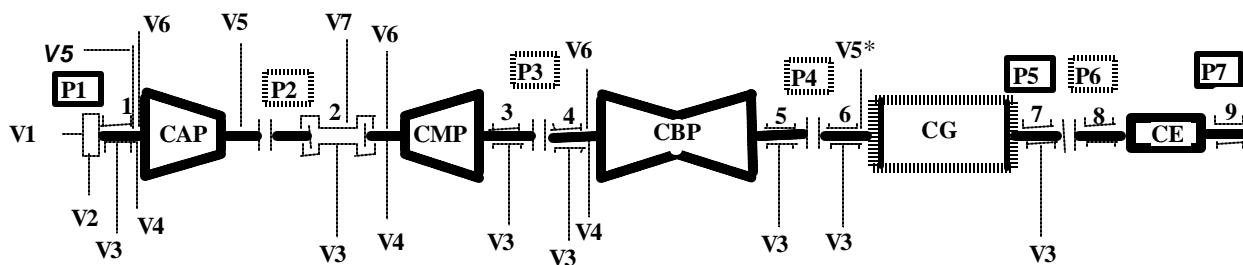 V6 V5 V7 V6 V6 V5*
V5 P3
P1 P2 P4 P5 P6 P7
1 2 3 4 5 6 7 8 9
V1 CAP CMP CBP CG CE
V2 V4 V4 V4
V3 V3 V3 V3 V3 V3 V3